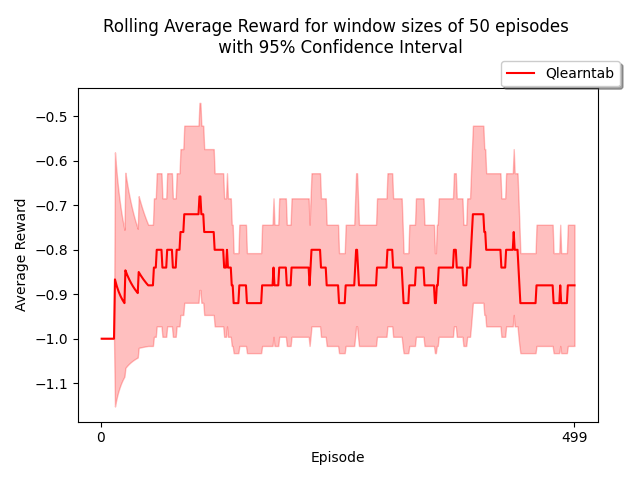 Rolling Average Reward for window sizes of 50 episodes
with 95% Confidence Interval
Qlearntab
−0.5
−0.6
−0.7
−0.8
−0.9
−1.0
−1.1
Average Reward
0
499
Episode